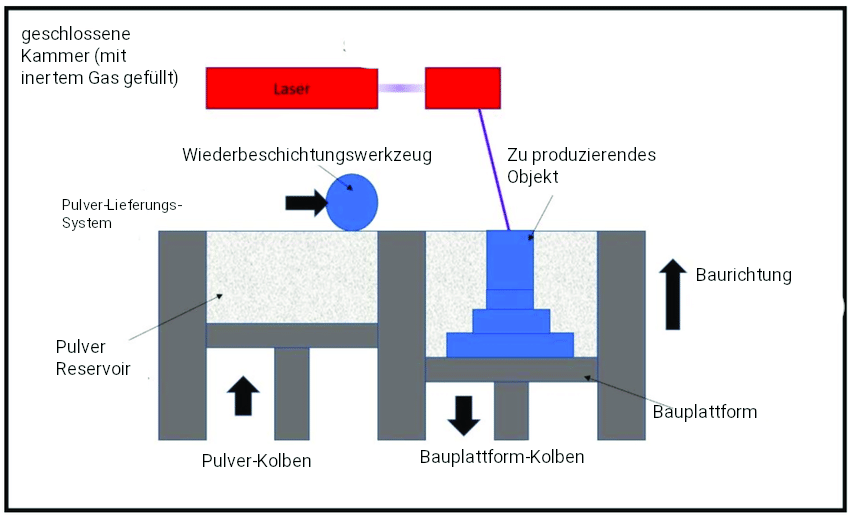 geschlossene
Kammer (mit
inertem Gas gefüllt)
Laser
Wiederbeschichtungswerkzeug
Zu produzierendes
Objekt
Pulver-Lieferungs-
System
Baurichtung
Pulver
Reservoir
Bauplattform
Pulver-Kolben
Bauplattform-Kolben